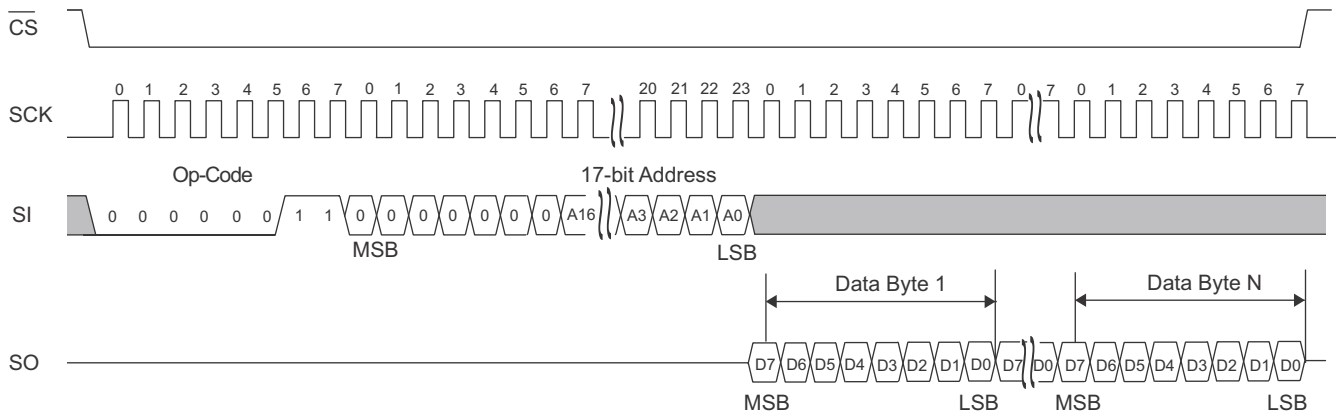 CS
0 1 2 3 4 5 6 7 0 1 2 3 4 5 6 7 20 21 22 23 0 1 2 3 4 5 6 7 0 7 0 1 2 3 4 5 6 7
SCK
Op-Code 17-bit Address
SI 0 0 0 0 0 0 1 1 0 0 0 0 0 0 0 A16 A3 A2 A1 A0
MSB LSB
Data Byte 1 Data Byte N
SO D7 D6 D5 D4 D3 D2 D1 D0 D7 D0 D7 D6 D5 D4 D3 D2 D1 D0
MSB LSB MSB LSB